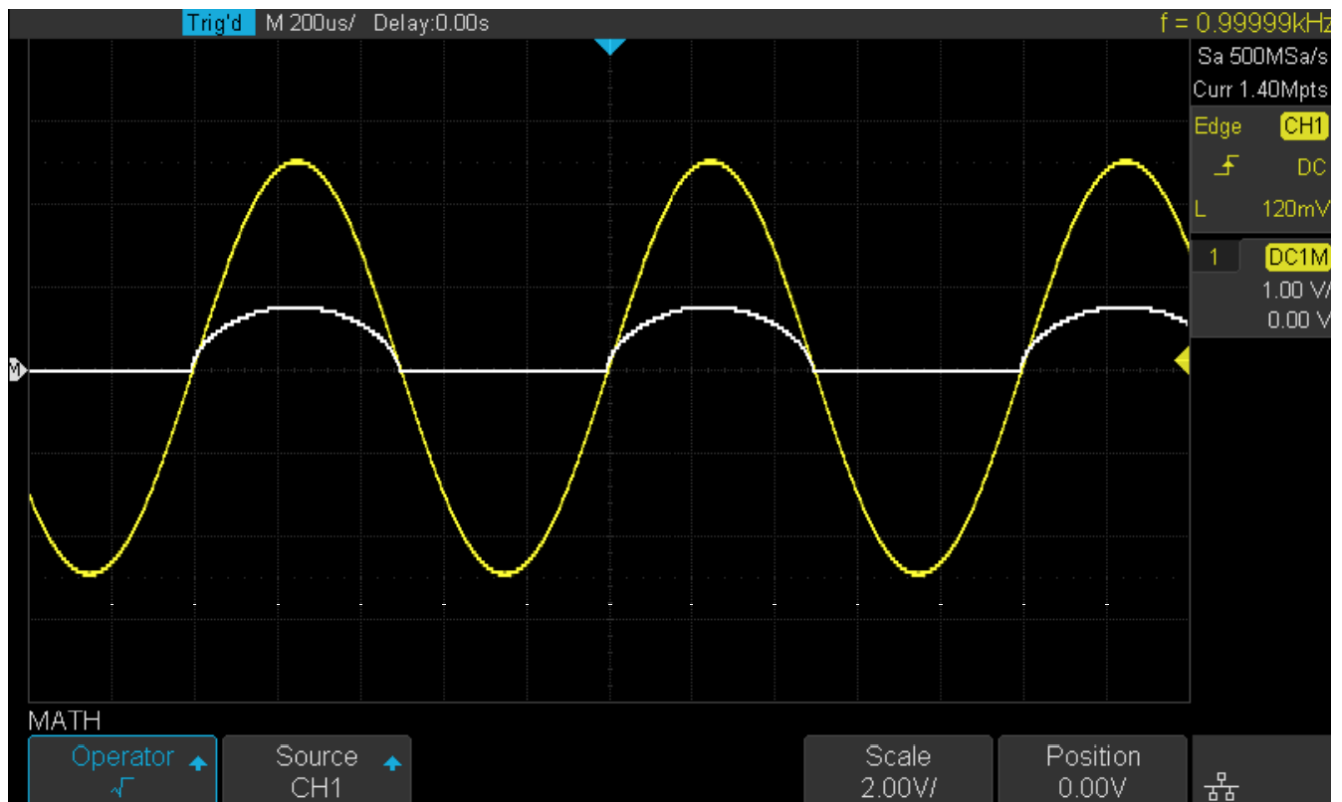 Trig'd M 200us/ Delay:0.00s f = 0.99999kHz
Sa 500MSa/s
Curr 1.40Mpts
Edge CH1
DC
L 120mV
1 DC1M
1.00 V/
0.00 V
M
MATH
Operator Source Scale Position
√ CH1 2.00V/ 0.00V